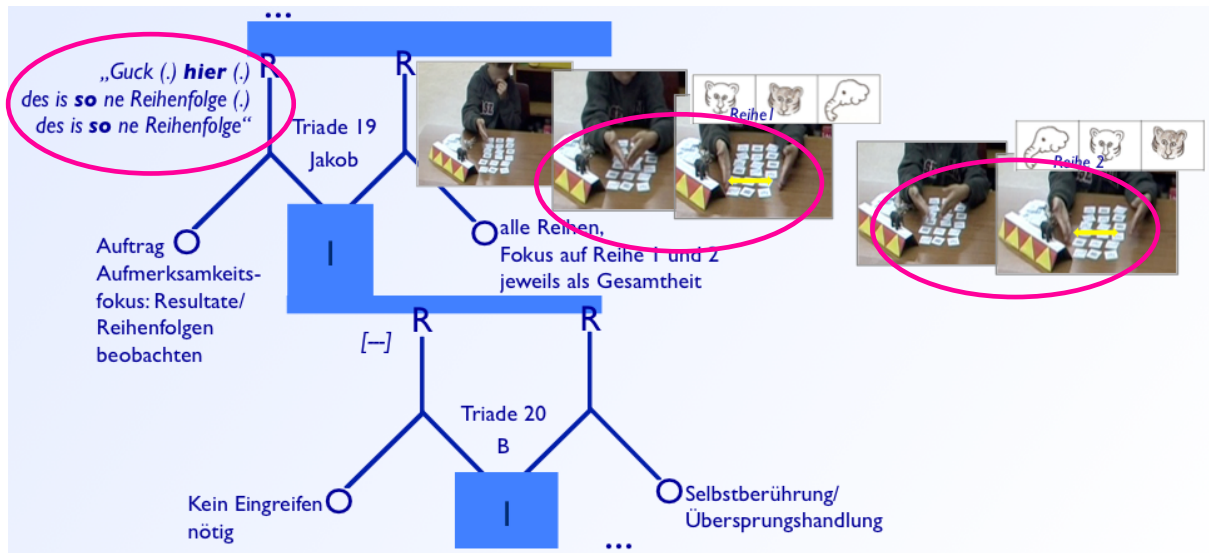 ...
„Guck (.) hier (.)
des is so ne Reihenfolge (.)
des is so ne Reihenfolge“
R
R
Triade 19
Jakob
Reihe1
Reihe 2
I
Auftrag
Aufmerksamkeits-
fokus: Resultate/
Reihenfolgen
beobachten
alle Reihen,
Fokus auf Reihe 1 und 2
jeweils als Gesamtheit
R
R
[---]
Triade 20
B
I
Kein Eingreifen
nötig
Selbstberührung/
Übersprungshandlung
...